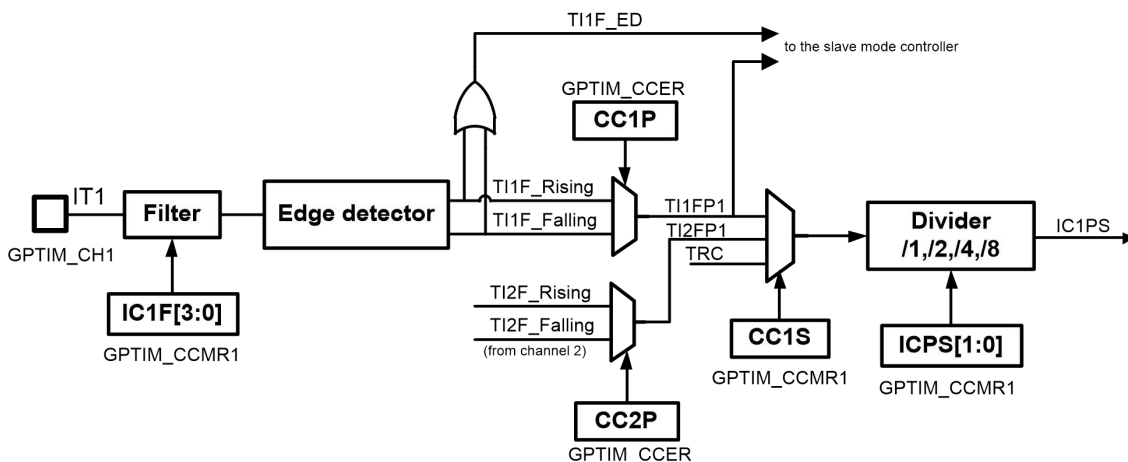 TI1F_ED
to the slave mode controller
GPTIM_CCER
CC1P
IT1
Filter
Edge detector
TI1F_Rising
TI1F_Falling
TI1FP1
TI2FP1
TRC
Divider
/1,/2,/4,/8
IC1PS
GPTIM_CH1
IC1F[3:0]
GPTIM_CCMR1
TI2F_Rising
TI2F_Falling
(from channel 2)
CC1S
GPTIM_CCMR1
ICPS[1:0]
GPTIM_CCMR1
CC2P
GPTIM_CCER